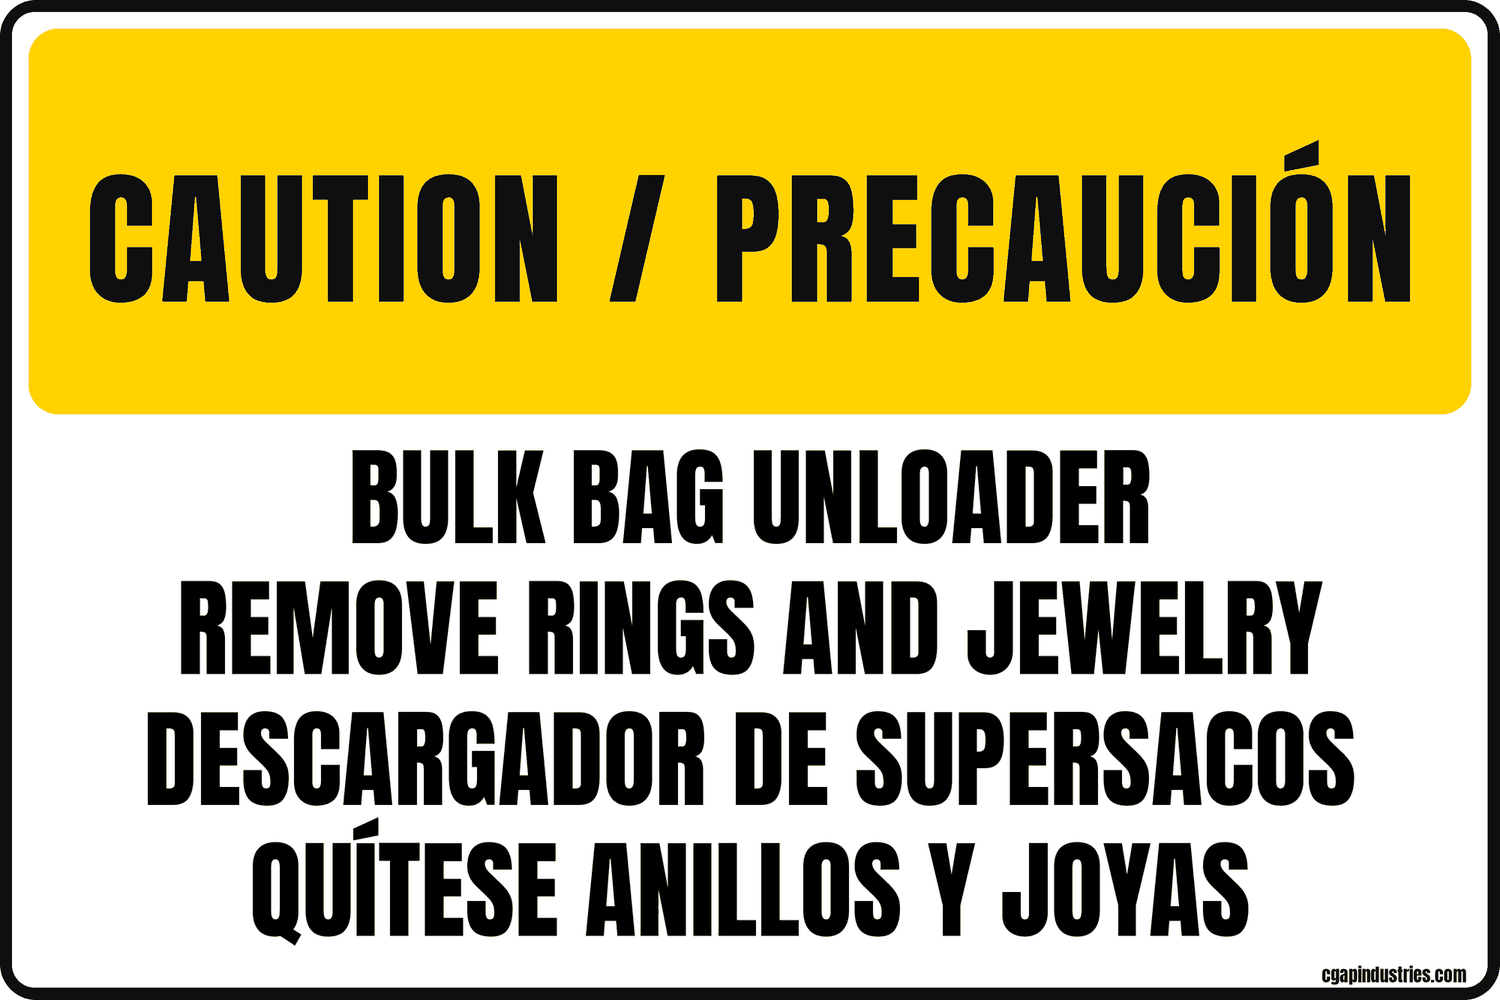 CAUTION / PRECAUCIÓN
BULK BAG UNLOADER
REMOVE RINGS AND JEWELRY
DESCARGADOR DE SUPERSACOS
QUÍTESE ANILLOS Y JOYAS
cgapindustries.com